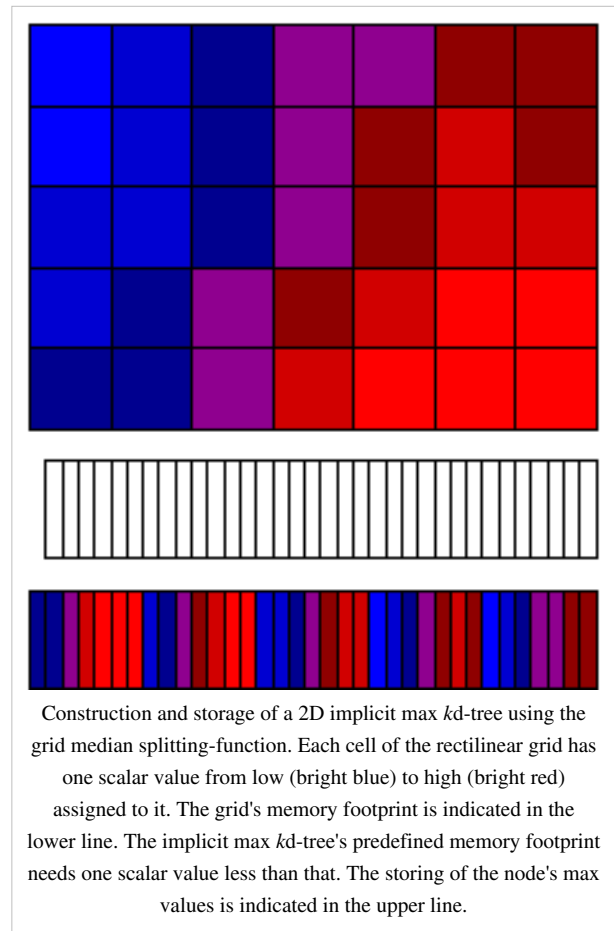 Construction and storage of a 2D implicit max kd-tree using the
grid median splitting-function. Each cell of the rectilinear grid has
one scalar value from low (bright blue) to high (bright red)
assigned to it. The grid's memory footprint is indicated in the
lower line. The implicit max kd-tree's predefined memory footprint
needs one scalar value less than that. The storing of the node's max
values is indicated in the upper line.